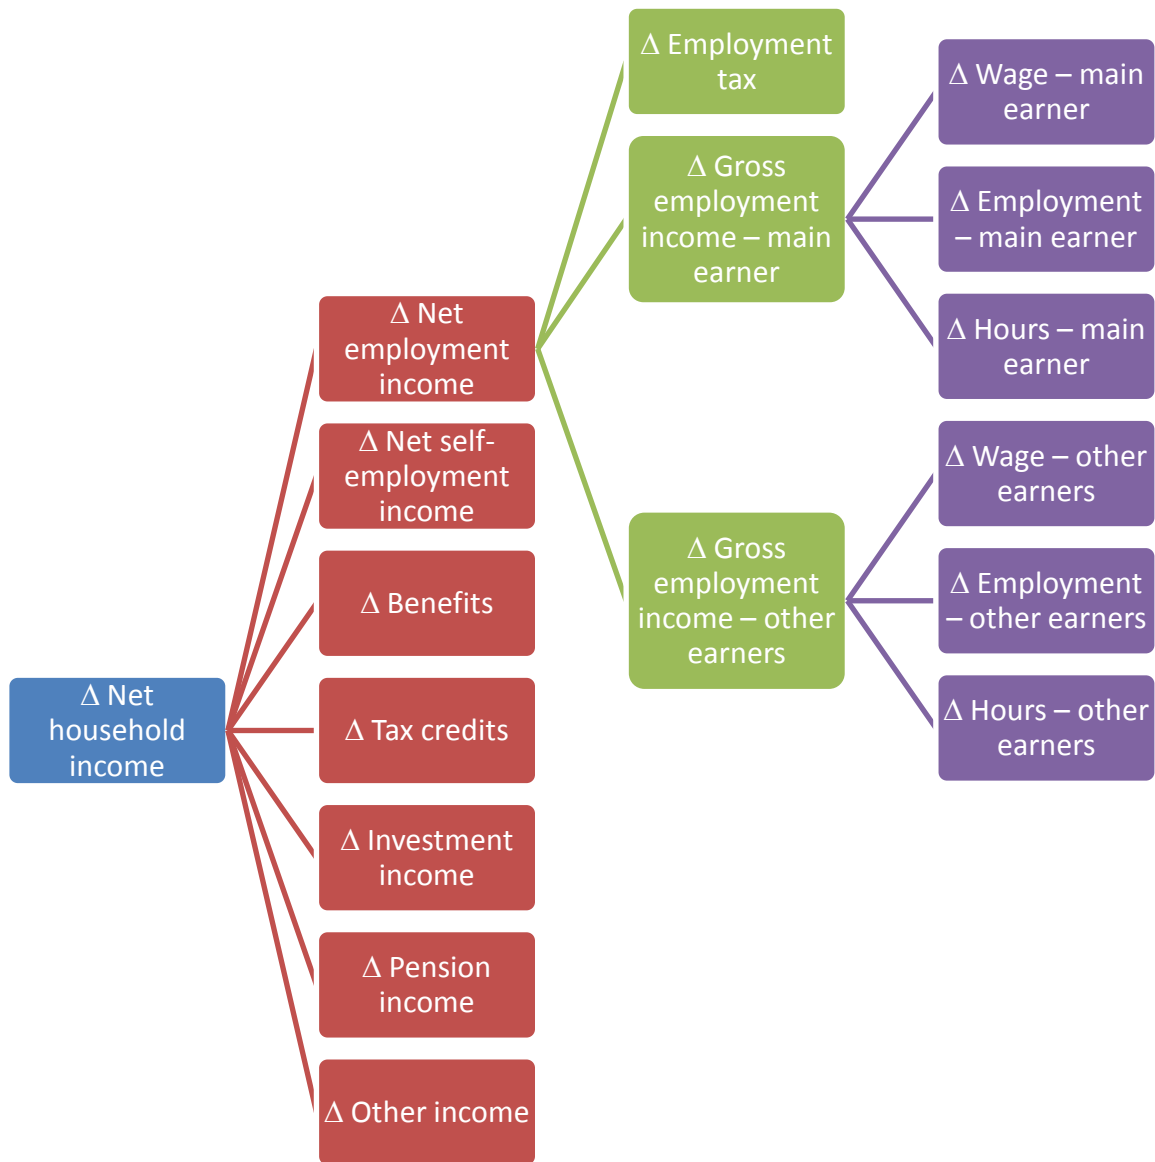 Δ Net
household
income
Δ Net
employment
income
Δ Net self-
employment
income
Δ Benefits
Δ Tax credits
Δ Investment
income
Δ Pension
income
Δ Other income
Δ Employment
tax
Δ Gross
employment
income – main
earner
Δ Gross
employment
income – other
earners
Δ Wage – main
earner
Δ Employment
– main earner
Δ Hours – main
earner
Δ Wage – other
earners
Δ Employment
– other earners
Δ Hours – other
earners